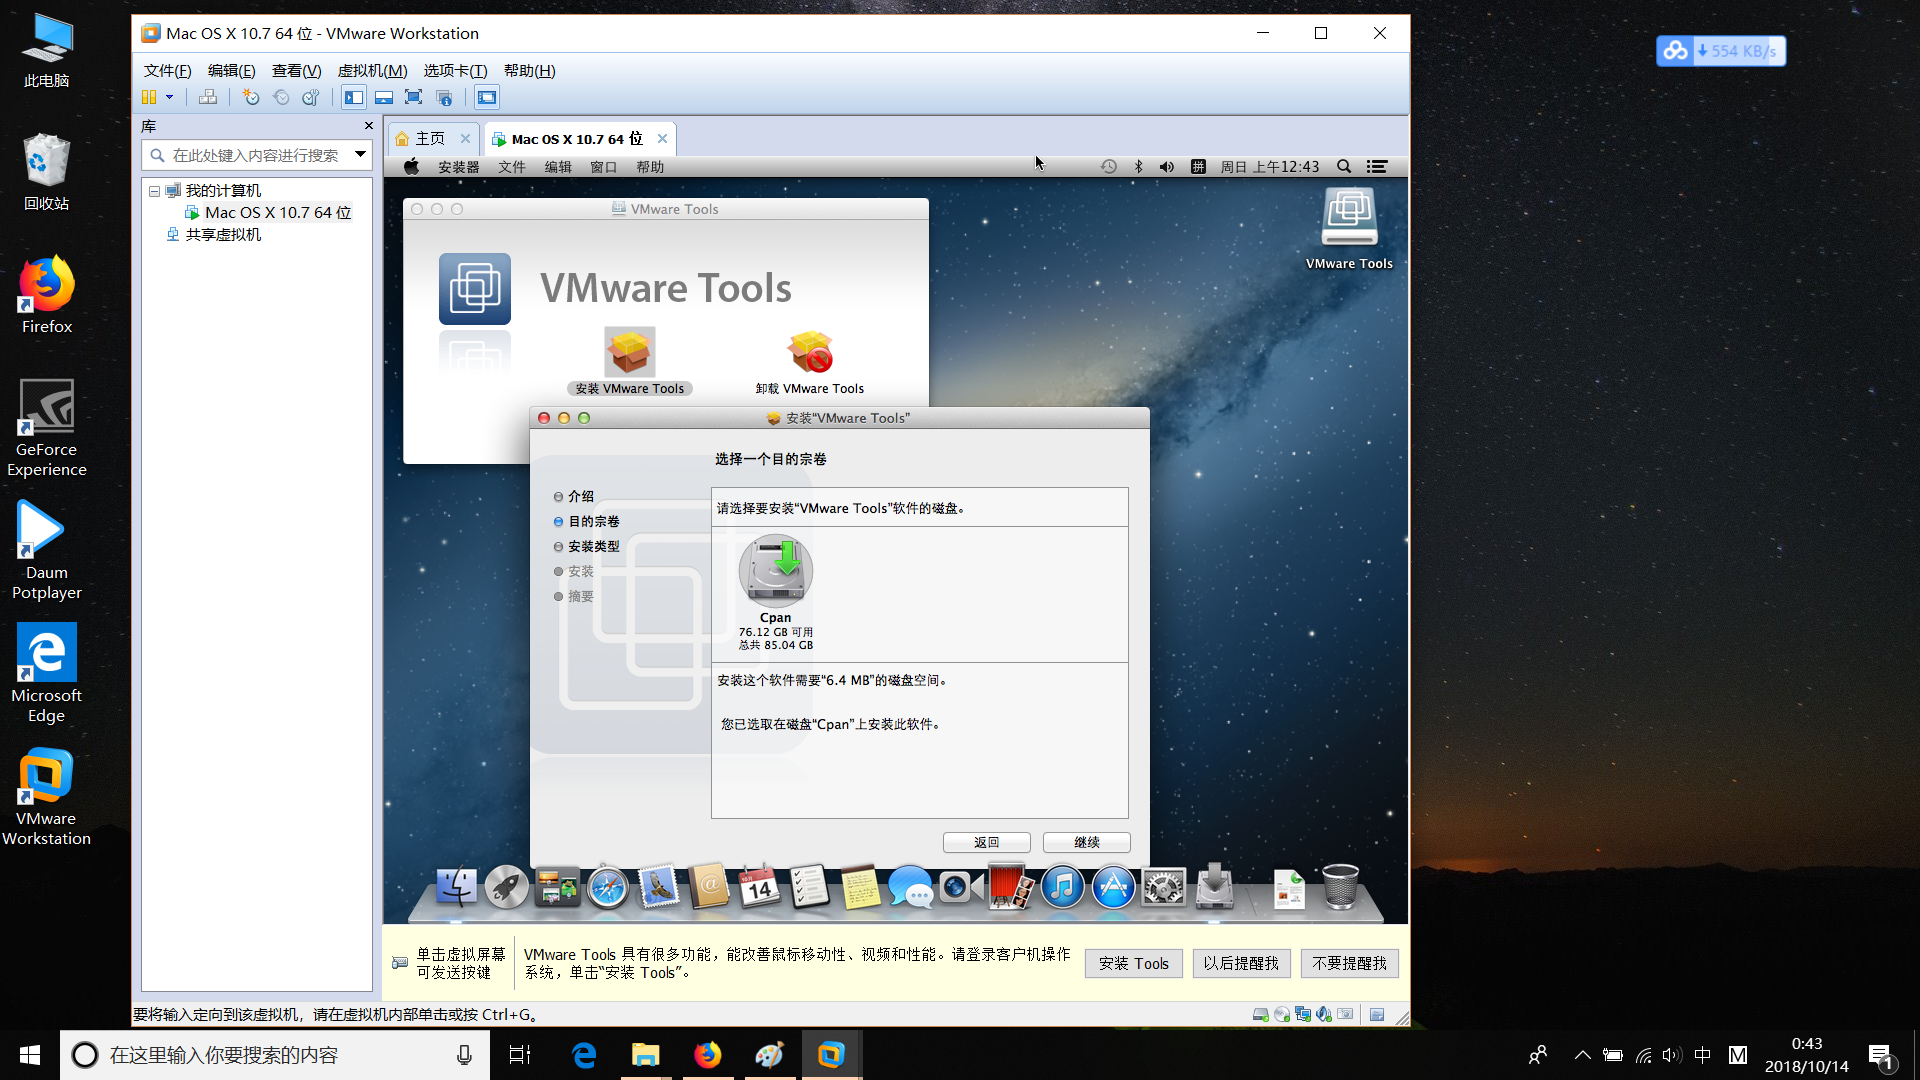 此电脑
回收站
Firefox
GeForce
Experience
Daum
Potplayer
Microsoft
Edge
VMware
Workstation
Mac OS X 10.7 64 位 - VMware Workstation
文件(F) 编辑(E) 查看(V) 虚拟机(M) 选项卡(T) 帮助(H)
库
在此处键入内容进行搜索
我的计算机
Mac OS X 10.7 64 位
共享虚拟机
主页
Mac OS X 10.7 64 位
安装器 文件 编辑 窗口 帮助
拼 周日 上午12:43
VMware Tools
VMware Tools
安装 VMware Tools
卸载 VMware Tools
VMware Tools
安装“VMware Tools”
选择一个目的宗卷
介绍
目的宗卷
安装类型
安装
摘要
请选择要安装“VMware Tools”软件的磁盘。
Cpan
76.12 GB 可用
总共 85.04 GB
安装这个软件需要“6.4 MB”的磁盘空间。
您已选取在磁盘“Cpan”上安装此软件。
返回
继续
14
单击虚拟屏幕
可发送按键
VMware Tools 具有很多功能，能改善鼠标移动性、视频和性能。请登录客户机操作
系统，单击“安装 Tools”。
安装 Tools
以后提醒我
不要提醒我
要将输入定向到该虚拟机，请在虚拟机内部单击或按 Ctrl+G。
554 KB/s
在这里输入你要搜索的内容
中
M
0:43
2018/10/14
1